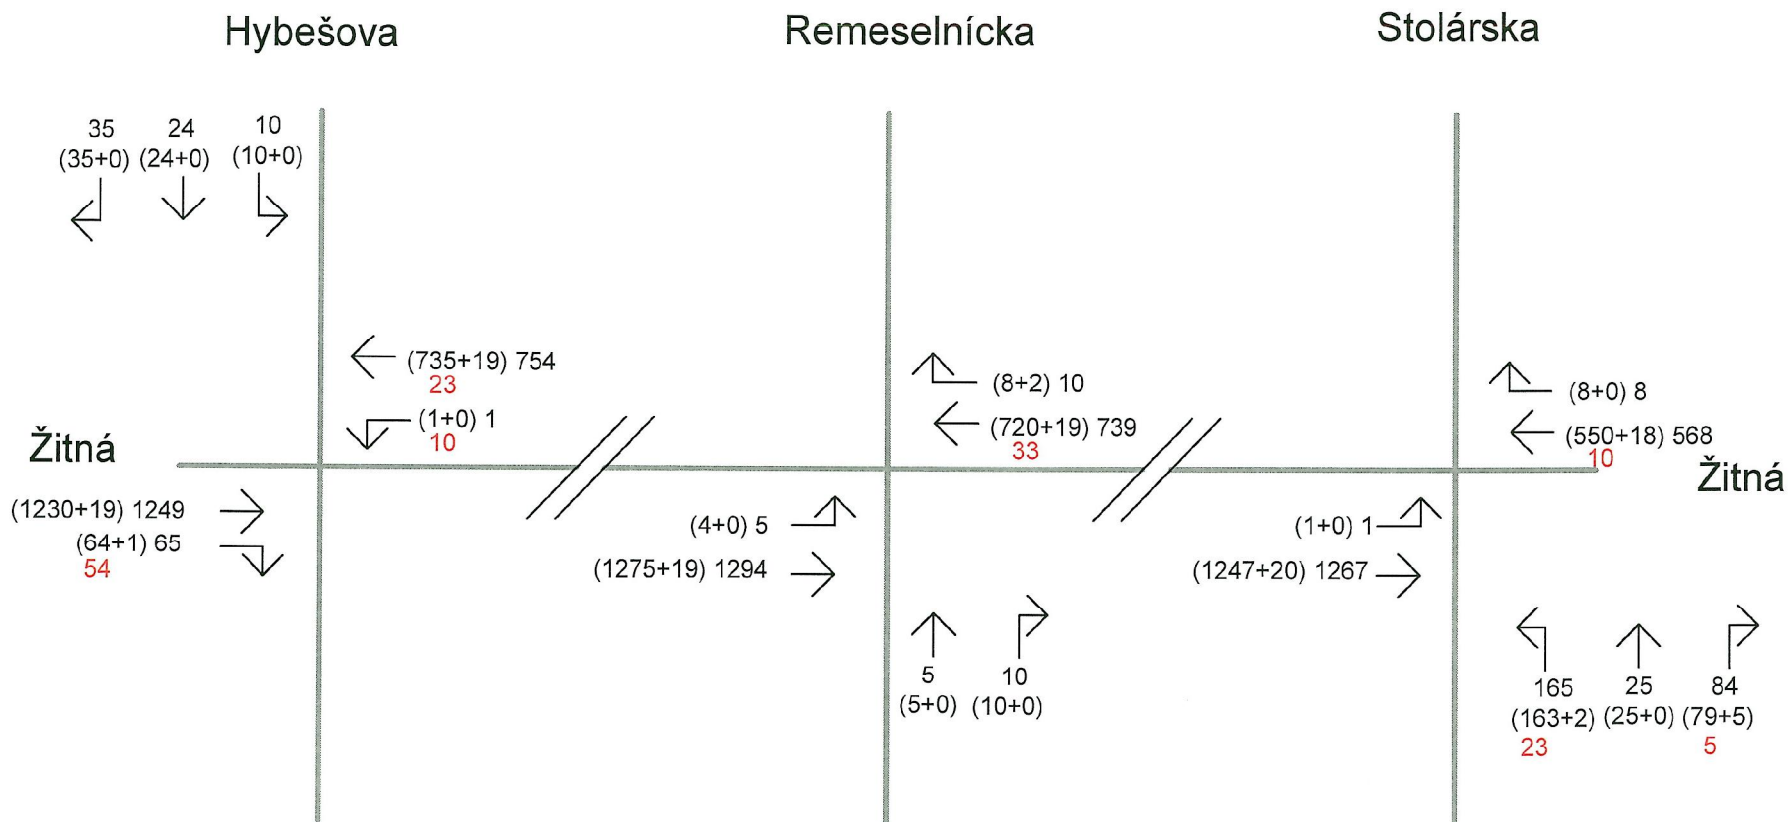 Hybešova
Remeselnícka
Stolárska
35 24 10
(35+0) (24+0) (10+0)
(735+19) 754
23
(1+0) 1
10
(8+2) 10
(720+19) 739
33
(8+0) 8
(550+18) 568
10
Žitná
Žitná
(1230+19) 1249
(64+1) 65
54
(4+0) 5
(1275+19) 1294
(1+0) 1
(1247+20) 1267
5 10
(5+0) (10+0)
165 25 84
(163+2) (25+0) (79+5)
23 5